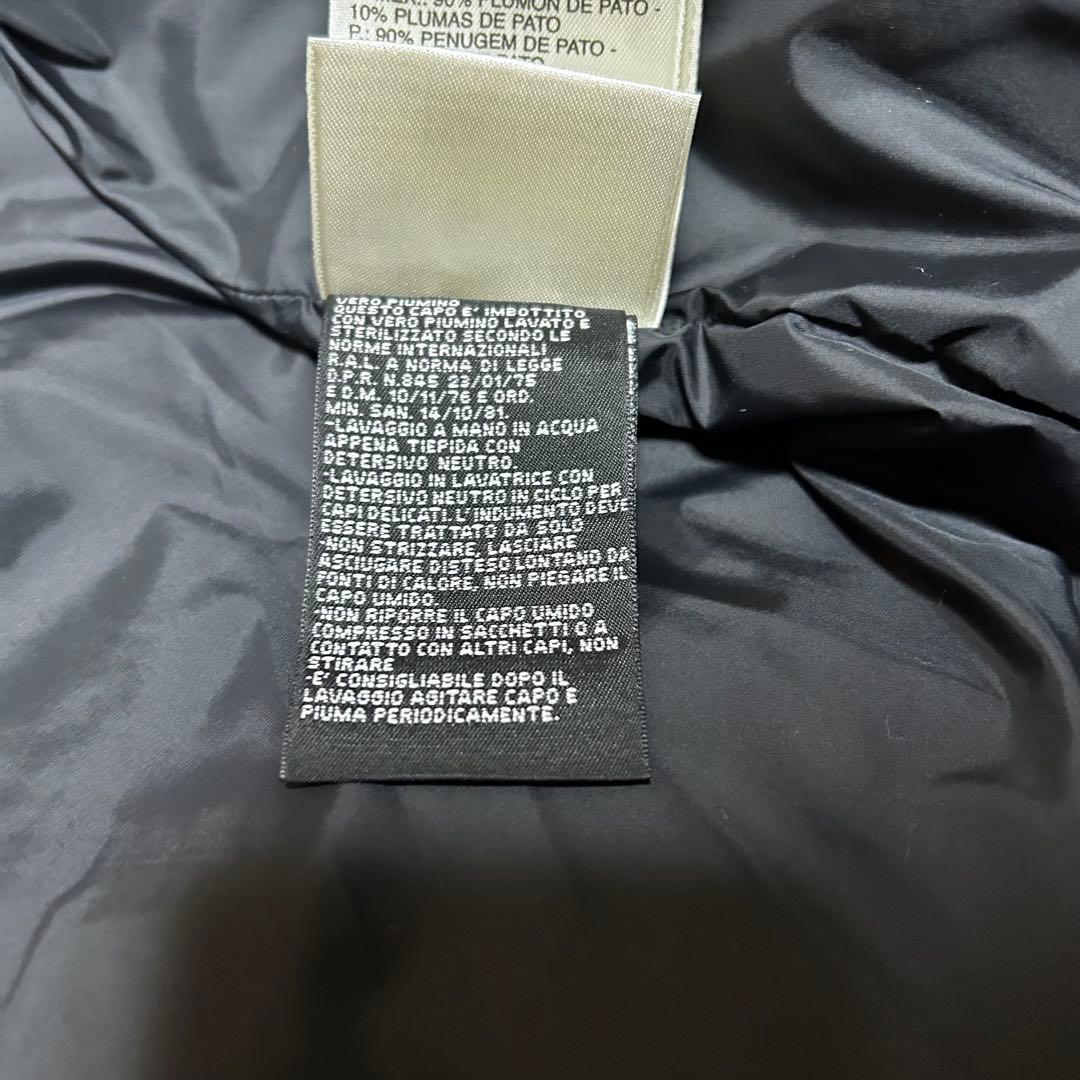 90% PLUMÓN DE PATO -
10% PLUMAS DE PATO
P.: 90% PENUGEM DE PATO -
PATO
VERO PIUMINO
QUESTO CAPO E' IMBOTTITO
CON VERO PIUMINO LAVATO E
STERILIZZATO SECONDO LE
NORME INTERNAZIONALI
R.A.L. A NORMA DI LEGGE
D.P.R. N.845 23/01/75
E D.M. 10/11/76 E ORD.
MIN. SAN. 14/10/81.
-LAVAGGIO A MANO IN ACQUA
APPENA TIEPIDA CON
DETERSIVO NEUTRO.
-LAVAGGIO IN LAVATRICE CON
DETERSIVO NEUTRO IN CICLO PER
CAPI DELICATI. L'INDUMENTO DEVE
ESSERE TRATTATO DA SOLO
NON STRIZZARE, LASCIARE
ASCIUGARE DISTESO LONTANO DA
FONTI DI CALORE, NON PIEGARE IL
CAPO UMIDO
-NON RIPORRE IL CAPO UMIDO
COMPRESSO IN SACCHETTI, O A
CONTATTO CON ALTRI CAPI, NON
STIRARE
-E' CONSIGLIABILE DOPO IL
LAVAGGIO AGITARE CAPO E
PIUMA PERIODICAMENTE.